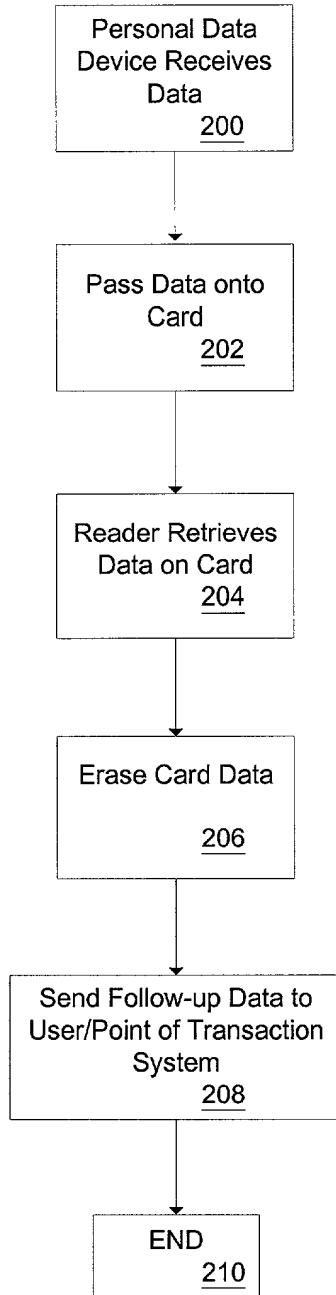 Personal Data
Device Receives
Data
200
Pass Data onto
Card
202
Reader Retrieves
Data on Card
204
Erase Card Data
206
Send Follow-up Data to
User/Point of Transaction
System
208
END
210